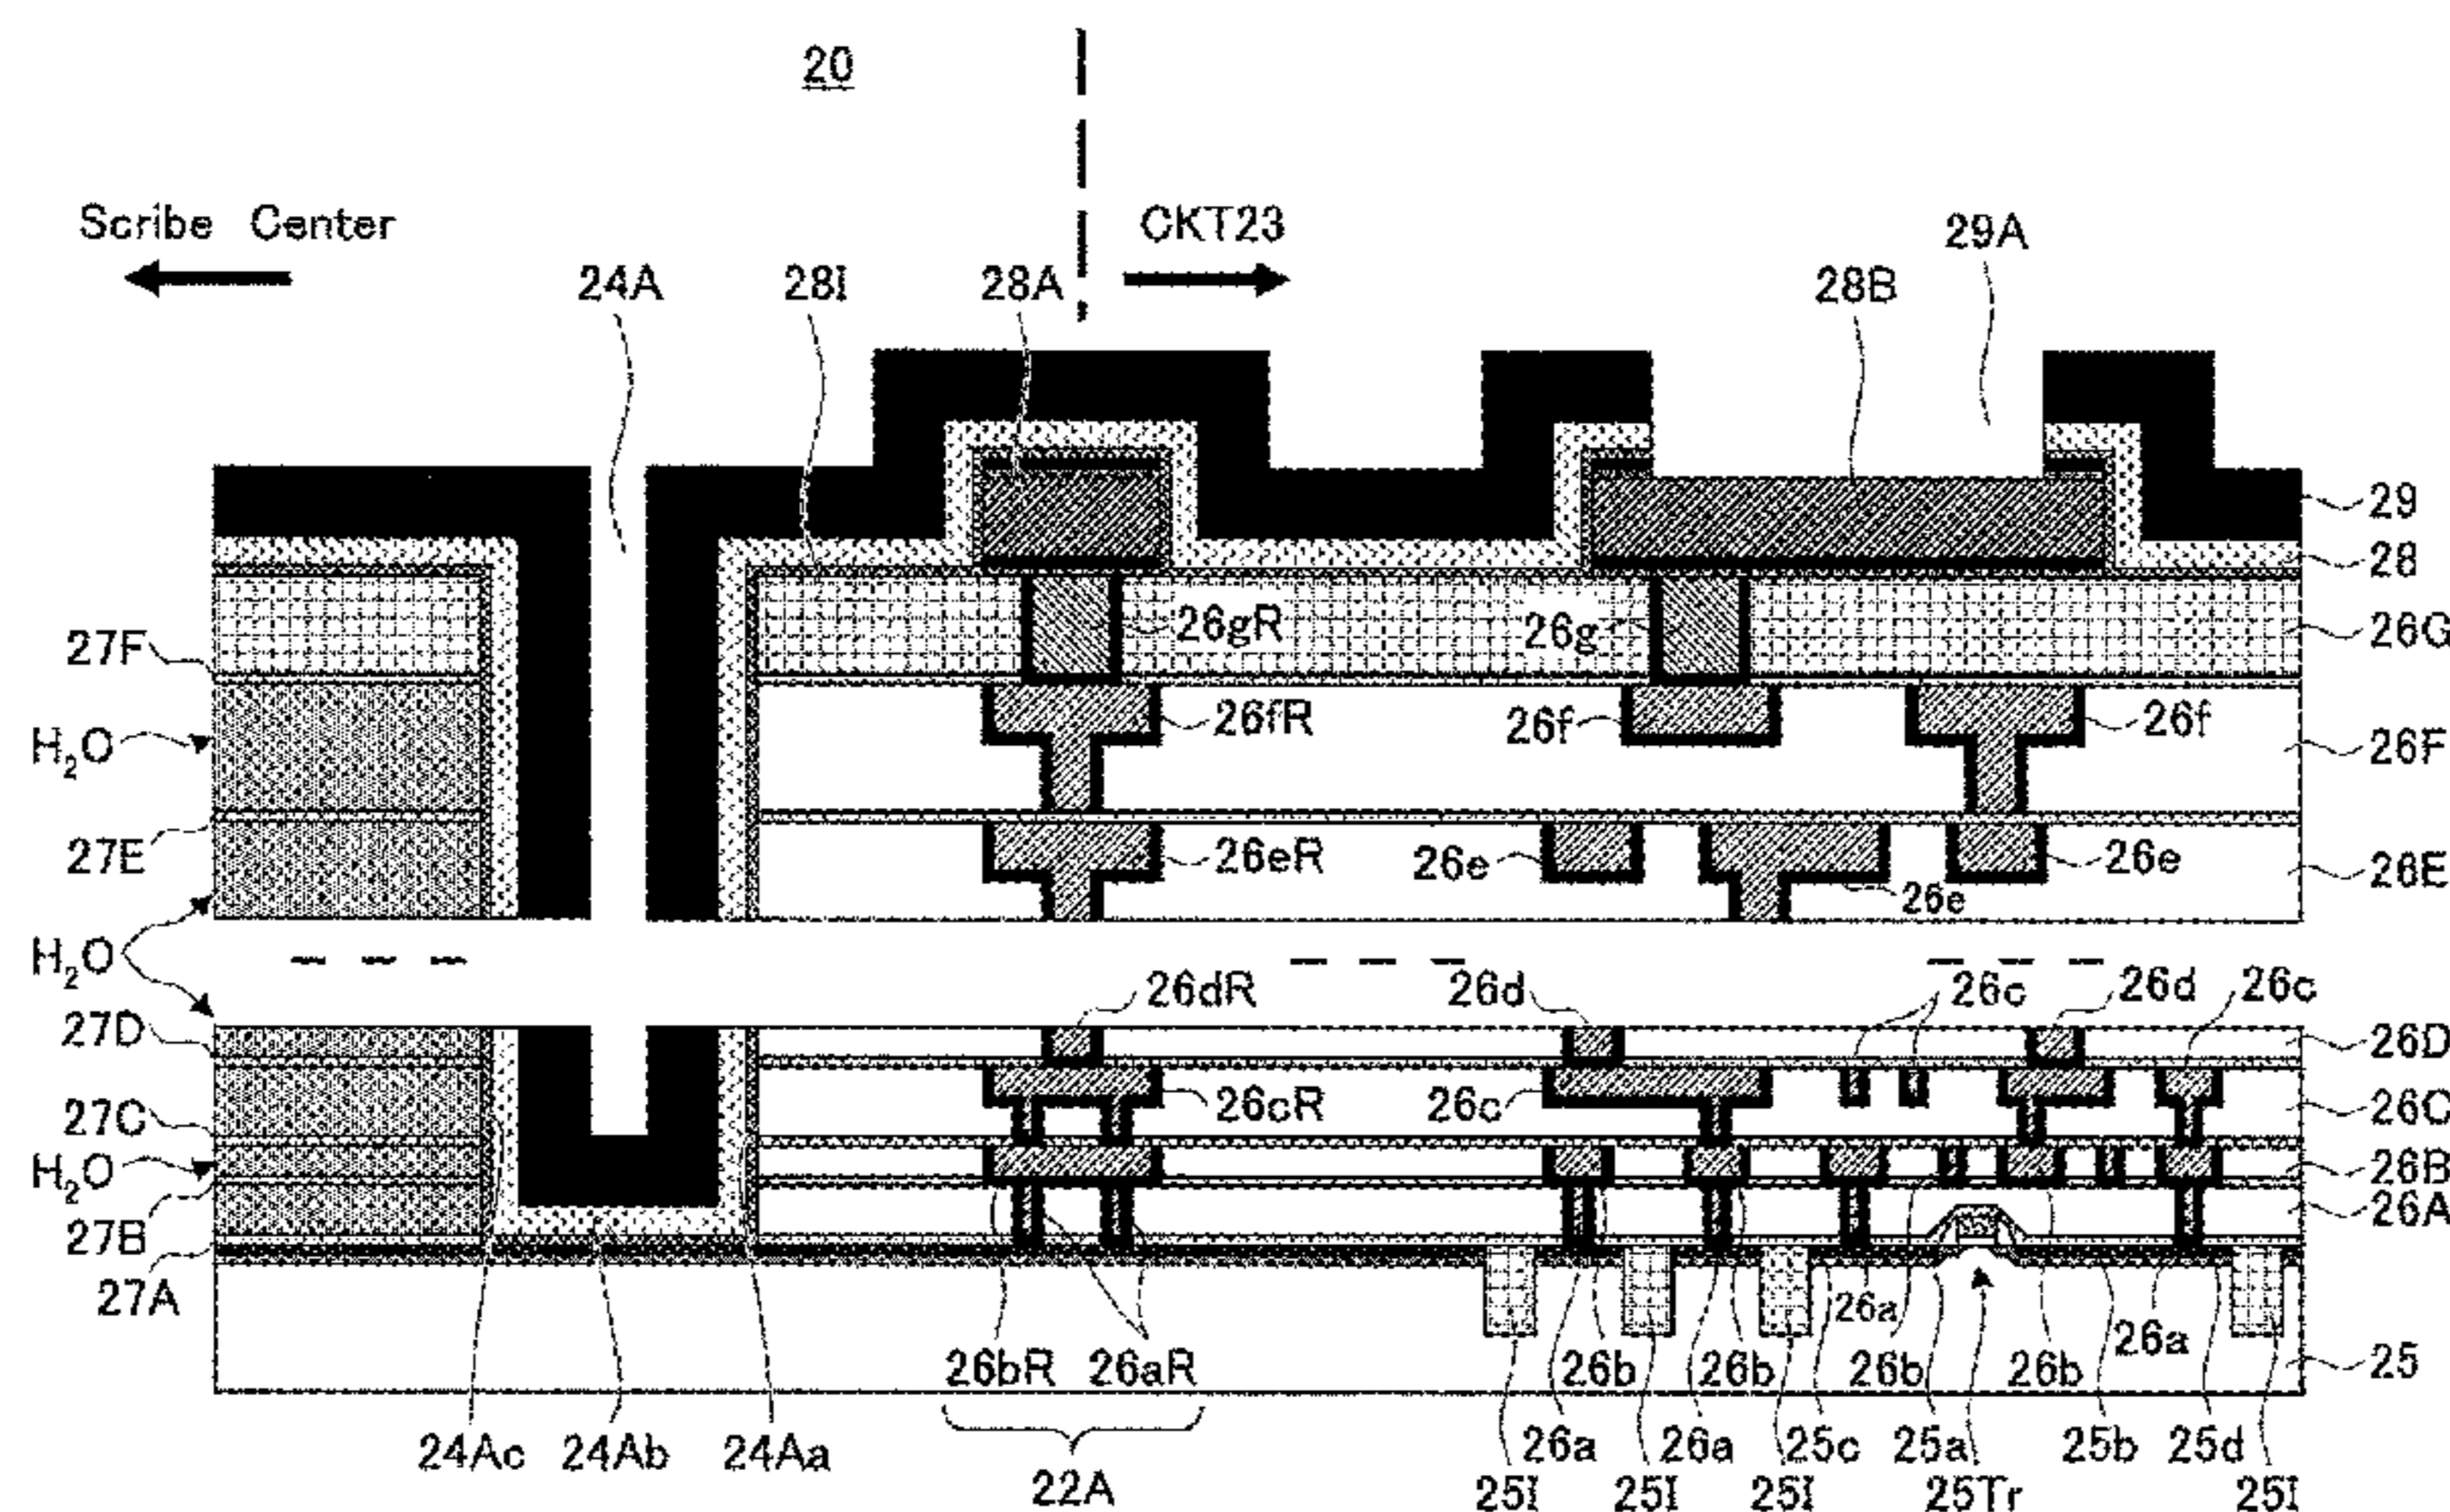 20
Scribe Center
CKT23
29A
24A 28I 28A 28B
29
28
26gR 26g 26G
27F
26fR 26f 26f
H₂O 26F
27E 26eR 26e 26e 26E
26e
H₂O
26dR 26d 26c 26d 26c
27D 26D
27C 26cR 26c 26C
H₂O 26B
27B 26A
27A
26a
26a
26bR 26aR 26b 26b 26b 26b 25
24Ac 24Ab 24Aa 26a 26a 25c 25a 25b 25d
22A 25I 25I 25I 25Tr 25I